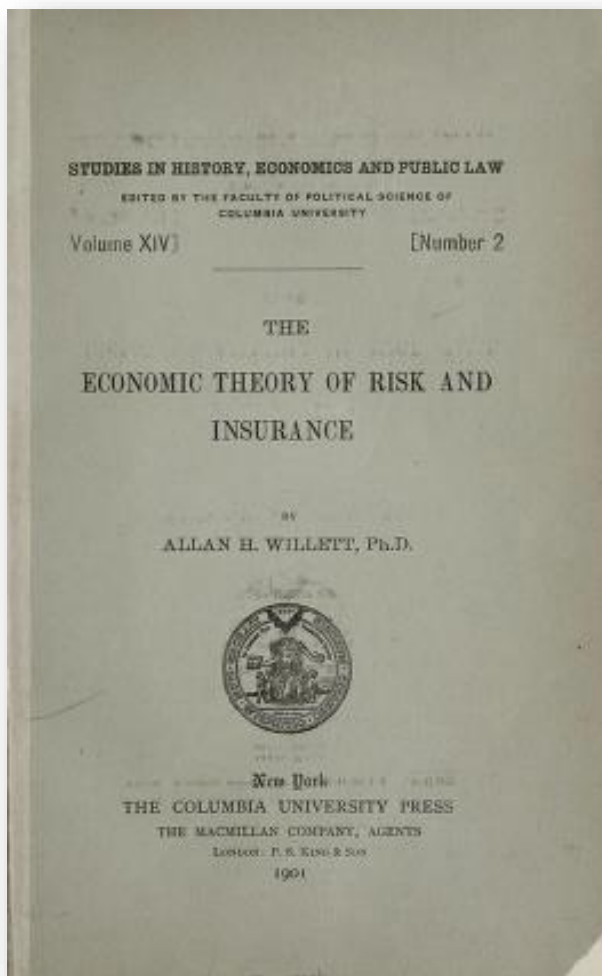 STUDIES IN HISTORY, ECONOMICS AND PUBLIC LAW
EDITED BY THE FACULTY OF POLITICAL SCIENCE OF
COLUMBIA UNIVERSITY
Volume XIV] [Number 2
THE
ECONOMIC THEORY OF RISK AND
INSURANCE
BY
ALLAN H. WILLETT, Ph.D.
New York
THE COLUMBIA UNIVERSITY PRESS
THE MACMILLAN COMPANY, AGENTS
LONDON: P. S. KING & SON
1901